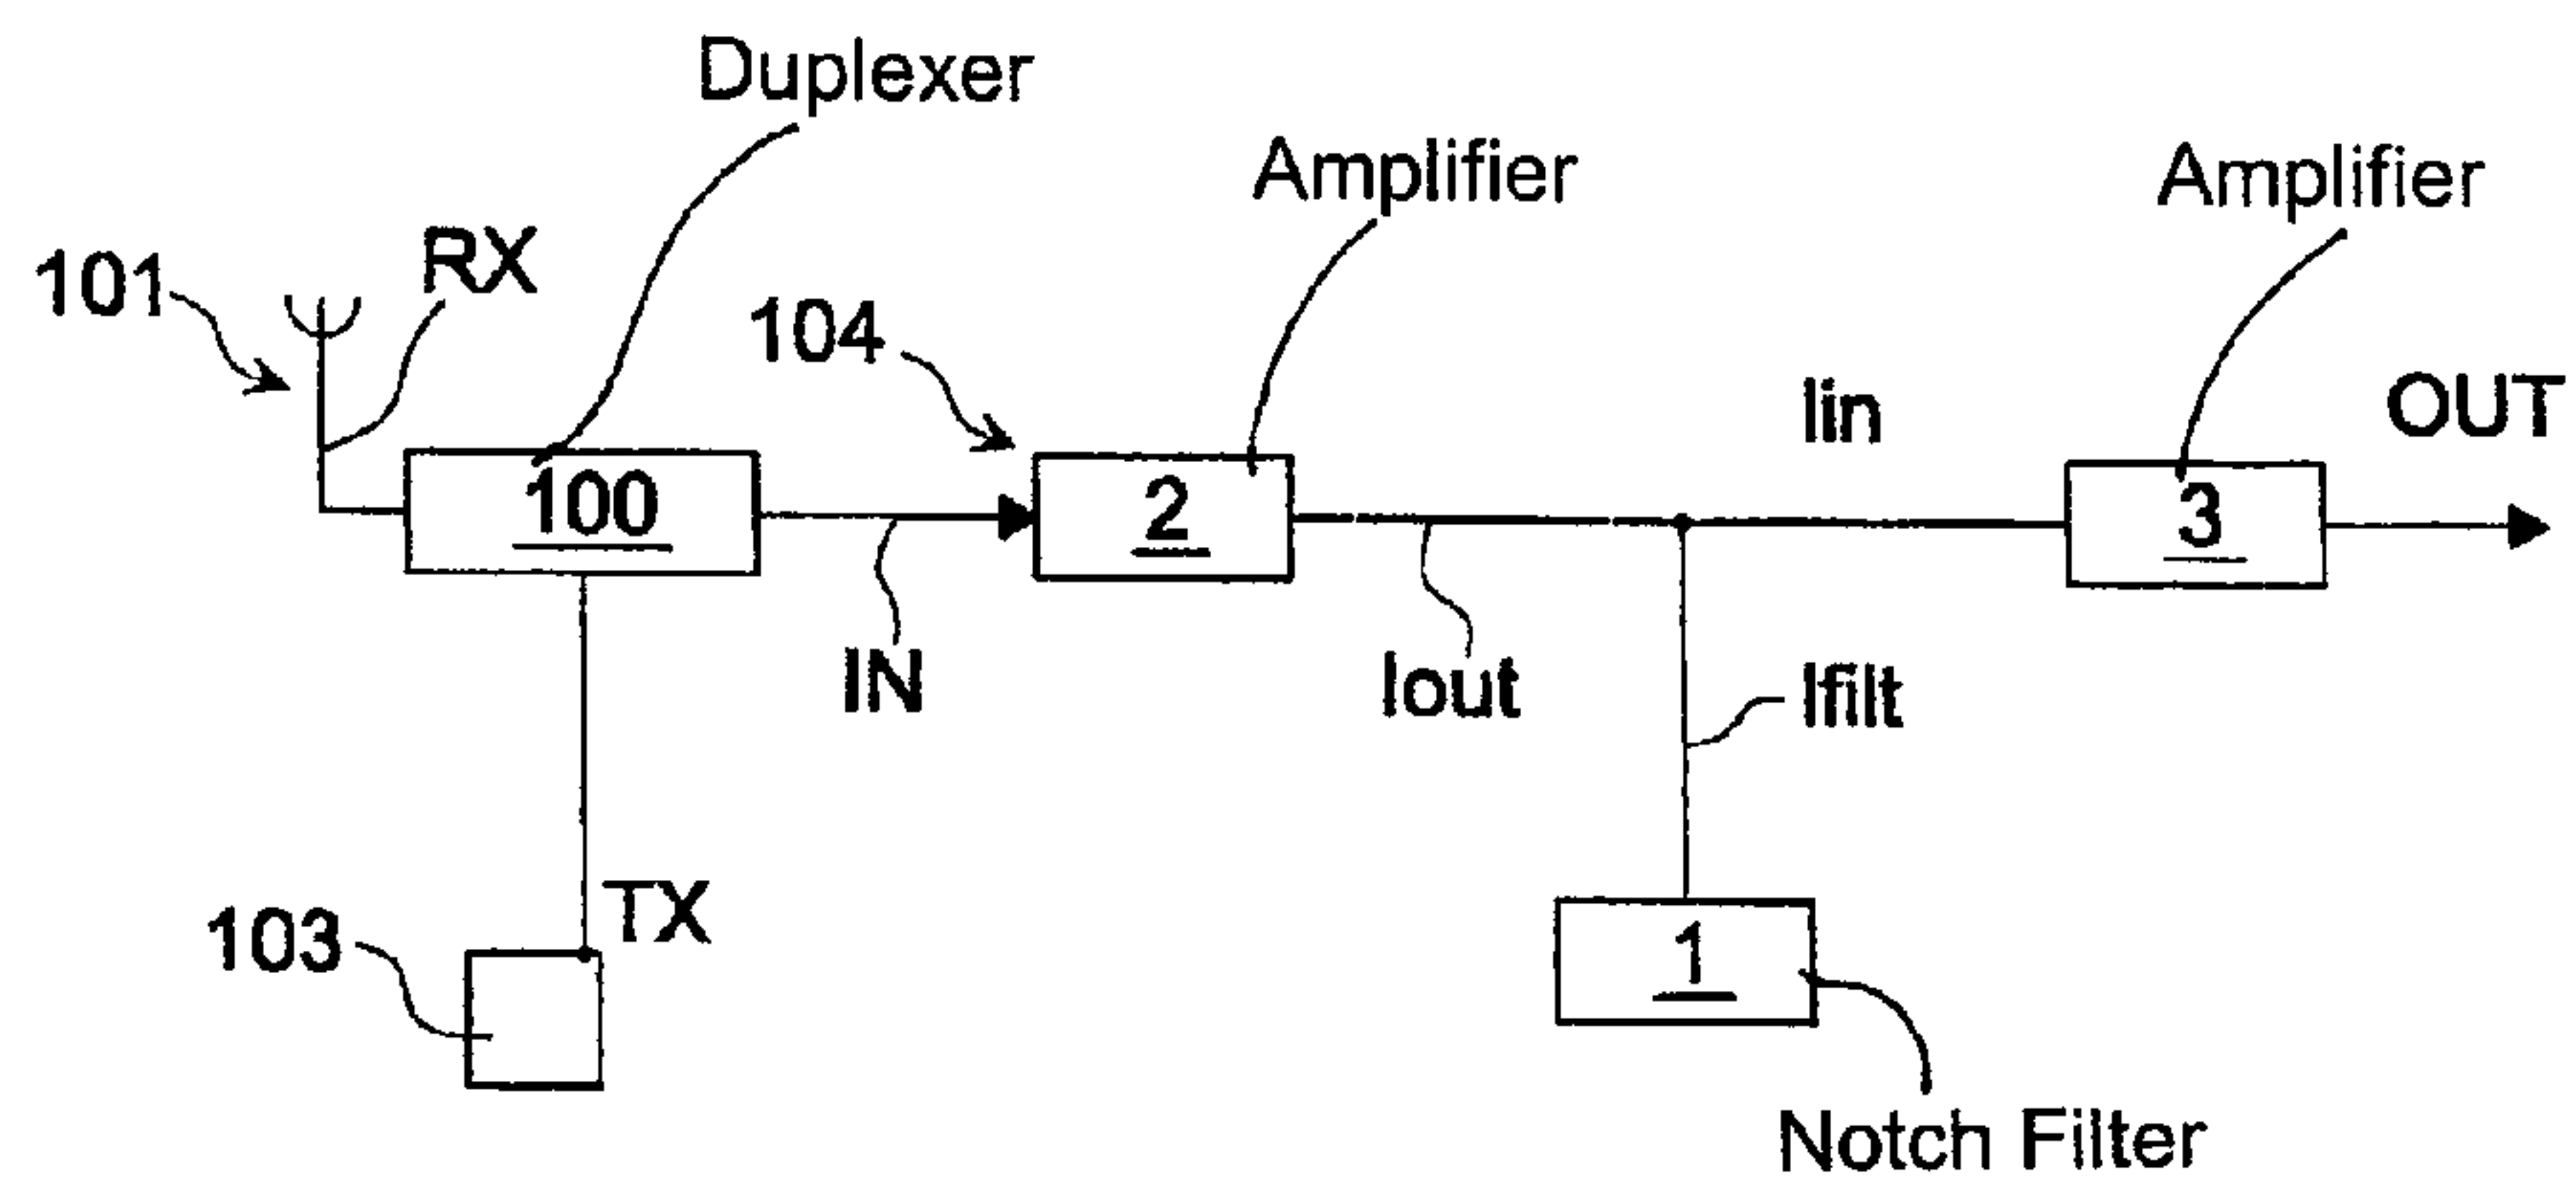 Duplexer
Amplifier
Amplifier
101
RX
104
Iin
OUT
100
2
3
IN
Iout
Ifilt
103
TX
1
Notch Filter